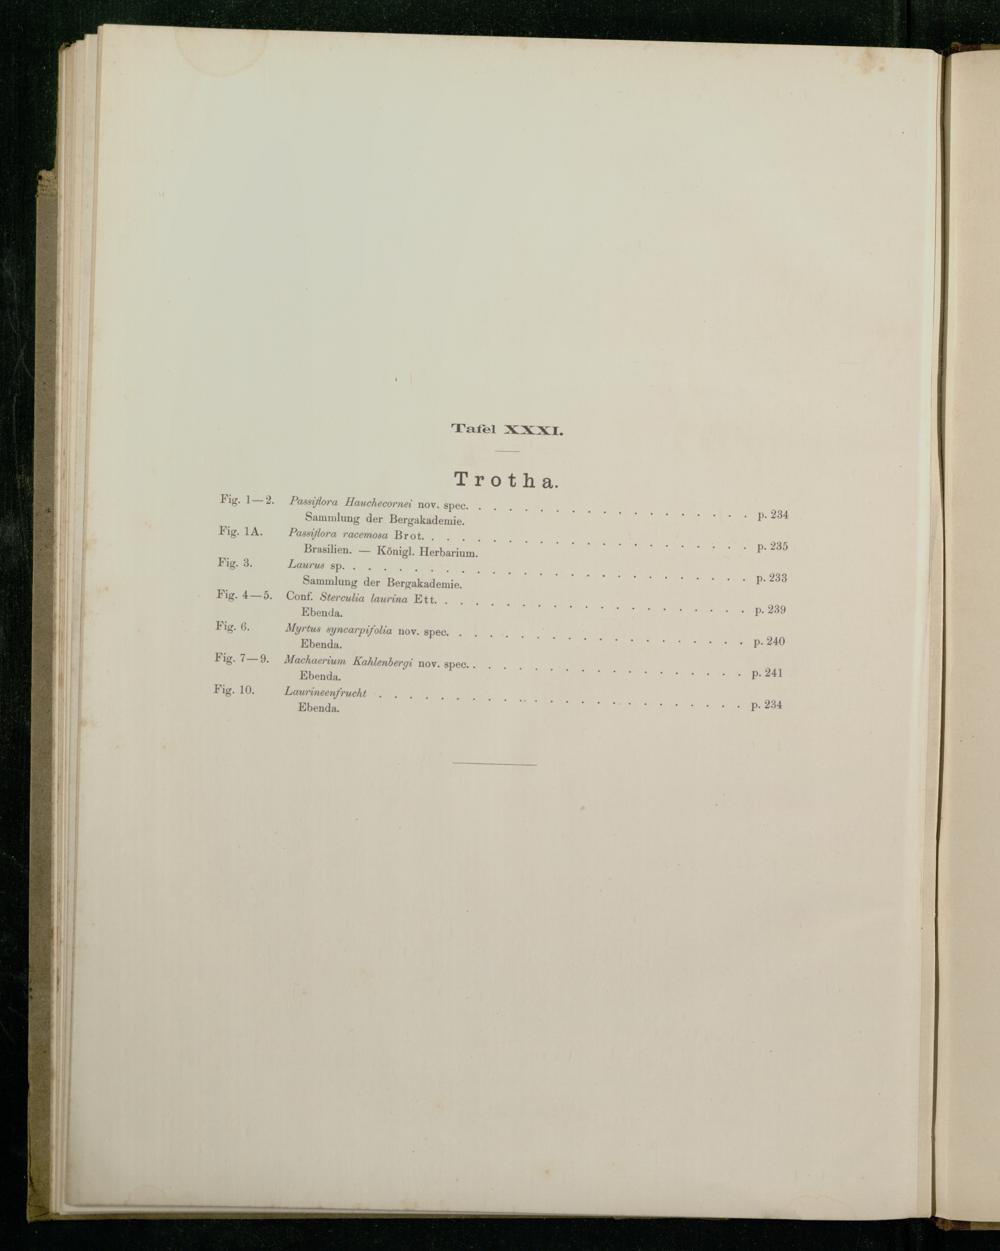 Tafel XXXI.
Trotha.
Fig. 1—2. Passiflora Hauchecornei nov. spec. . . . . . . . . . . . . . . . . . . . p. 234
Sammlung der Bergakademie.
Fig. 1A. Passiflora racemosa Brot. . . . . . . . . . . . . . . . . . . . . . p. 235
Brasilien. — Königl. Herbarium.
Fig. 3. Laurus sp. . . . . . . . . . . . . . . . . . . . . . . . . . . p. 233
Sammlung der Bergakademie.
Fig. 4—5. Conf. Sterculia laurina Ett. . . . . . . . . . . . . . . . . . . . . p. 239
Ebenda.
Fig. 6. Myrtus syncarpifolia nov. spec. . . . . . . . . . . . . . . . . . . . . p. 240
Ebenda.
Fig. 7—9. Machaerium Kahlenbergi nov. spec. . . . . . . . . . . . . . . . . . . p. 241
Ebenda.
Fig. 10. Laurineenfrucht . . . . . . . . . . . . . . . . . . . . . . . . p. 234
Ebenda.